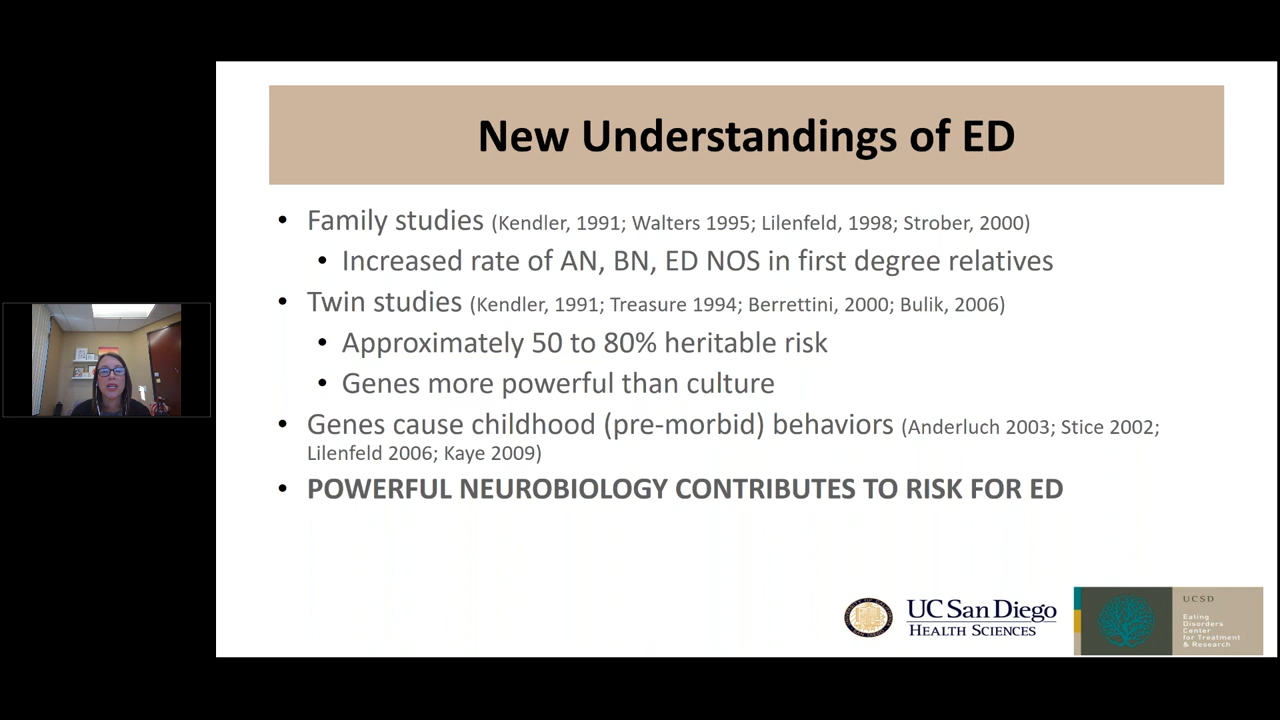 New Understandings of ED
• Family studies (Kendler, 1991; Walters 1995; Lilenfeld, 1998; Strober, 2000)
• Increased rate of AN, BN, ED NOS in first degree relatives
• Twin studies (Kendler, 1991; Treasure 1994; Berrettini, 2000; Bulik, 2006)
• Approximately 50 to 80% heritable risk
• Genes more powerful than culture
• Genes cause childhood (pre-morbid) behaviors (Anderluch 2003; Stice 2002;
Lilenfeld 2006; Kaye 2009)
• POWERFUL NEUROBIOLOGY CONTRIBUTES TO RISK FOR ED
UC San Diego
HEALTH SCIENCES
UCSD
Eating
Disorders
Center
for Treatment
& Research